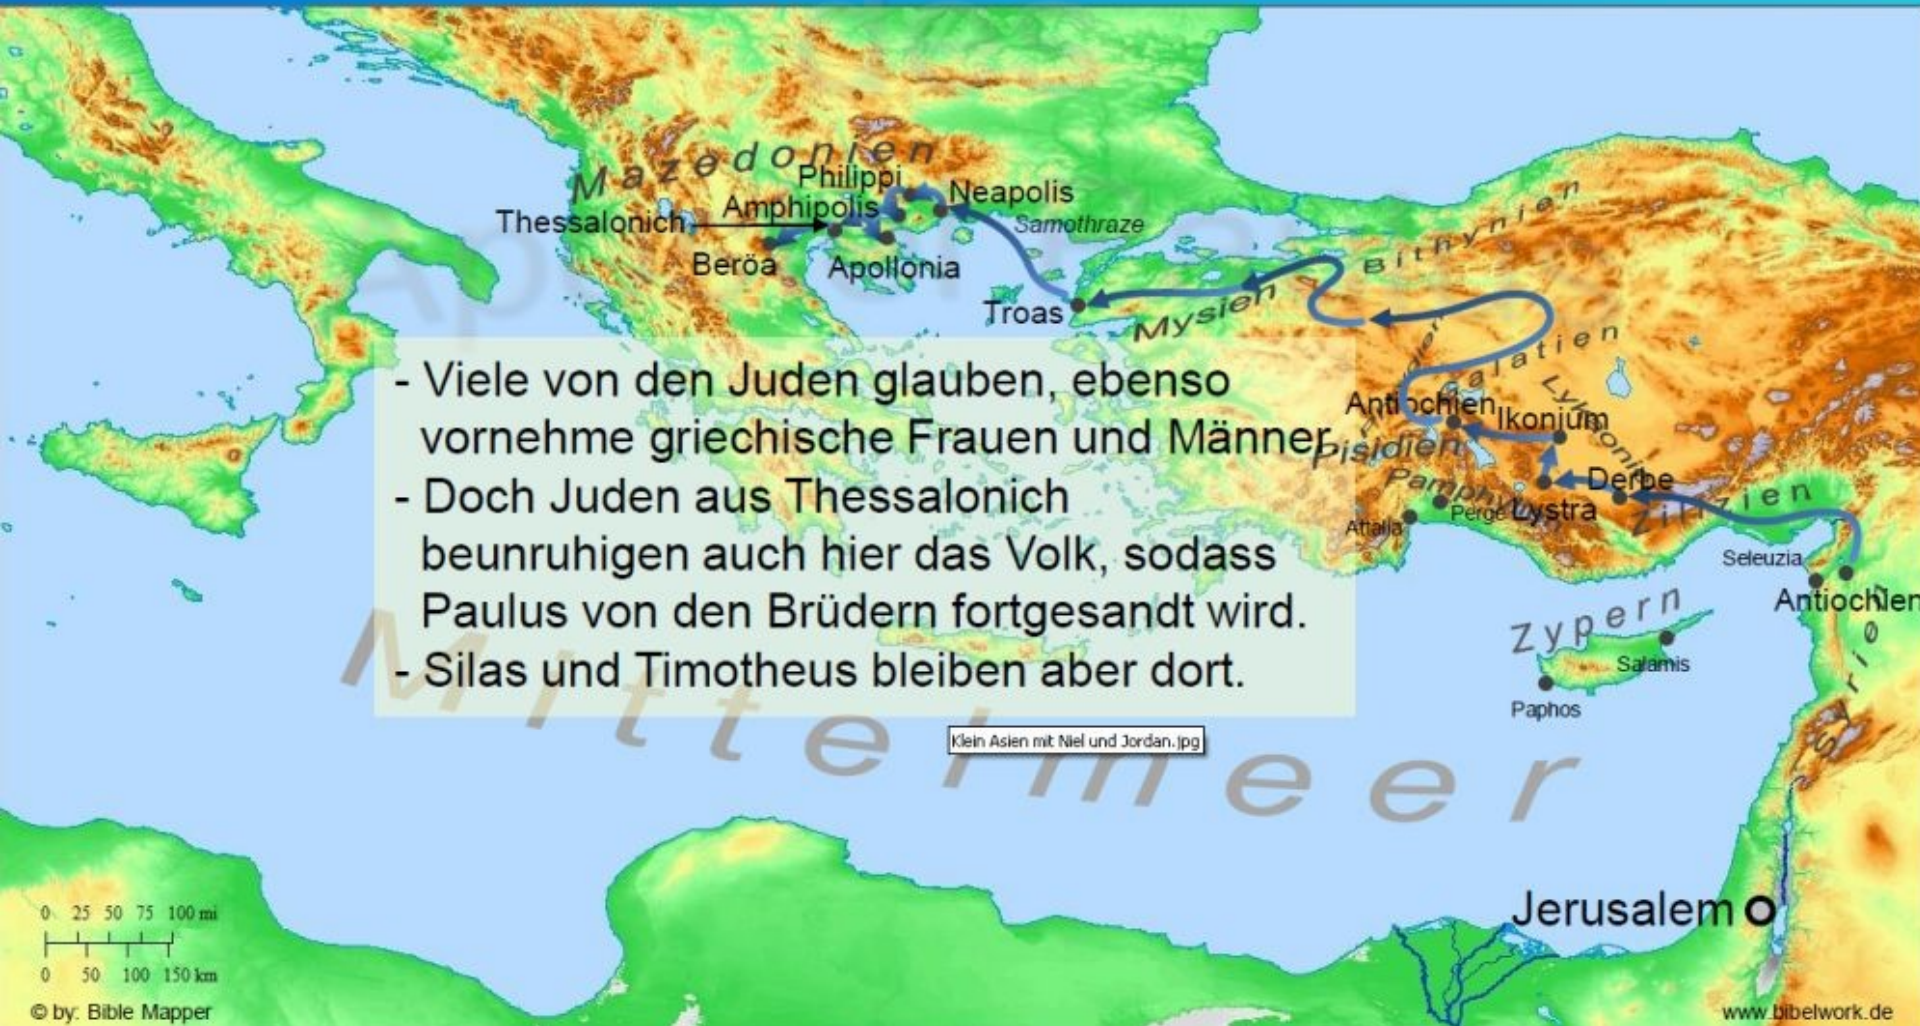 Mazedonien
Philippi
Neapolis
Amphipolis
Thessalonich
Samothraze
Beröa
Apollonia
Bithynien
Troas
Mysien
Galatien
Lykaonien
Antiochien
Ikonium
Pisidien
Derbe
Pamphylien
Perge
Lystra
Attalia
Zilizien
Seleuzia
Antiochien
Syrien
Zypern
Salamis
Paphos
- Viele von den Juden glauben, ebenso
vornehme griechische Frauen und Männer
- Doch Juden aus Thessalonich
beunruhigen auch hier das Volk, sodass
Paulus von den Brüdern fortgesandt wird.
- Silas und Timotheus bleiben aber dort.
Mittelmeer
Klein Asien mit Niel und Jordan.jpg
Jerusalem
0 25 50 75 100 mi
0 50 100 150 km
© by: Bible Mapper
www.bibelwork.de